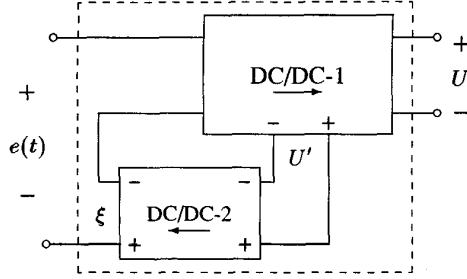 +
DC/DC-1
U
− +
−
+
e(t)
U′
− −
ξ
DC/DC-2
−
+ +